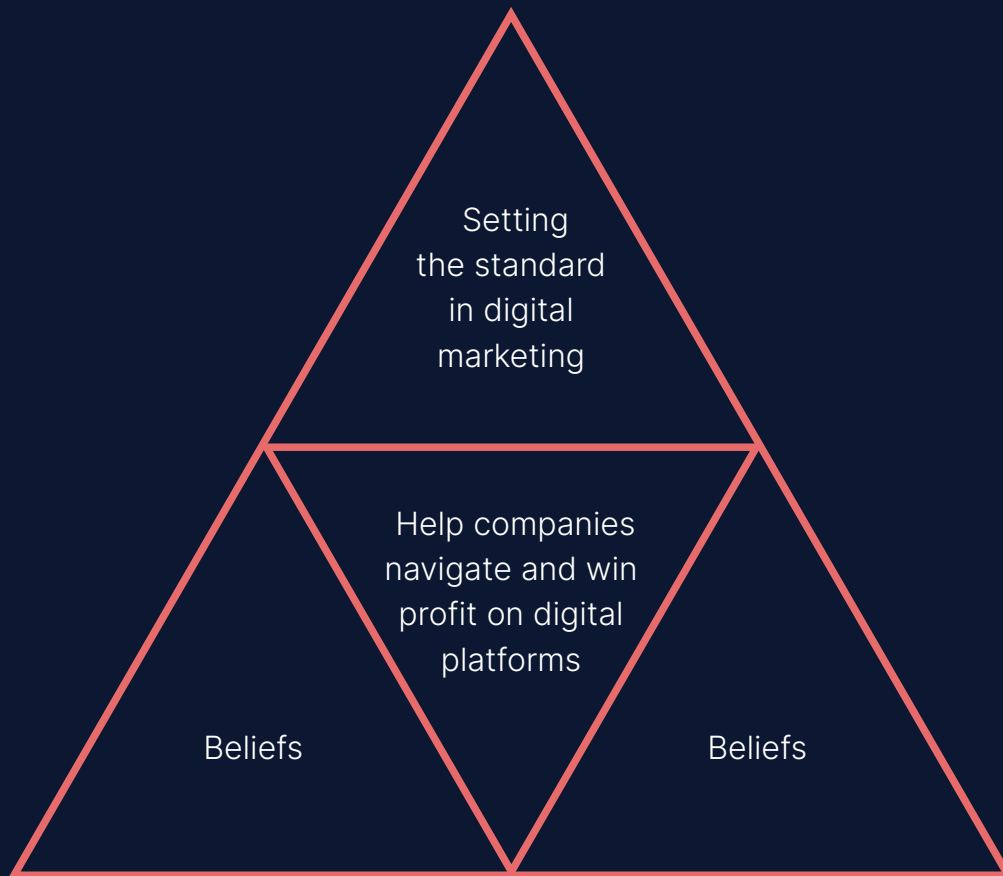 Setting
the standard
in digital
marketing
Help companies
navigate and win
profit on digital
platforms
Beliefs
Beliefs